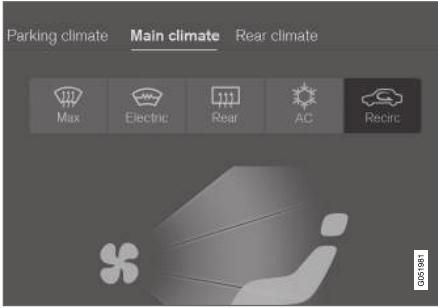 Parking climate Main climate Rear climate
Max Electric Rear AC Recirc
G051981